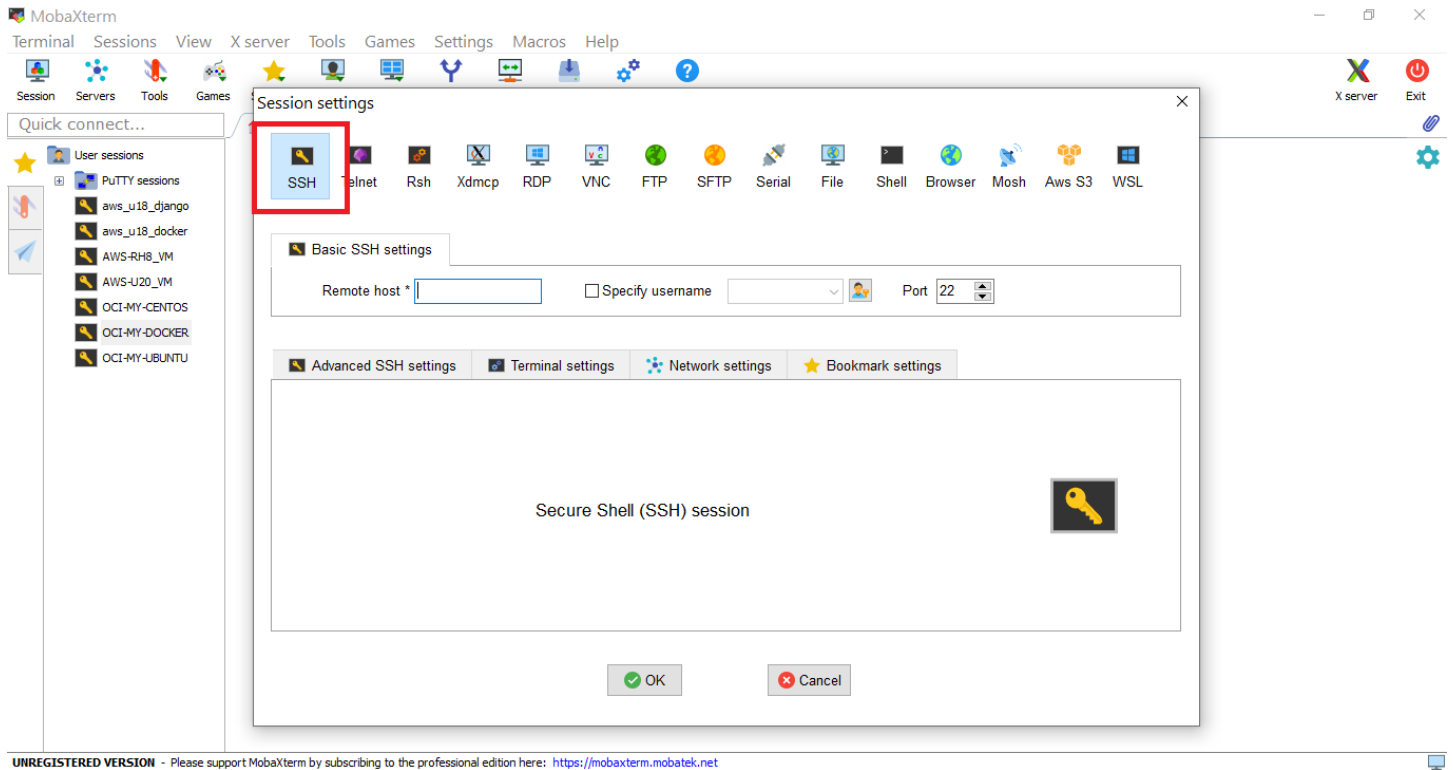 MobaXterm
Terminal Sessions View X server Tools Games Settings Macros Help
Session Servers Tools Games X server Exit
Quick connect...
Session settings
User sessions
PuTTY sessions
aws_u18_django
aws_u18_docker
AWS-RH8_VM
AWS-U20_VM
OCI-MY-CENTOS
OCI-MY-DOCKER
OCI-MY-UBUNTU
SSH Telnet Rsh Xdmcp RDP VNC FTP SFTP Serial File Shell Browser Mosh Aws S3 WSL
Basic SSH settings
Remote host * Specify username Port 22
Advanced SSH settings Terminal settings Network settings Bookmark settings
Secure Shell (SSH) session
OK Cancel
UNREGISTERED VERSION - Please support MobaXterm by subscribing to the professional edition here: https://mobaxterm.mobatek.net